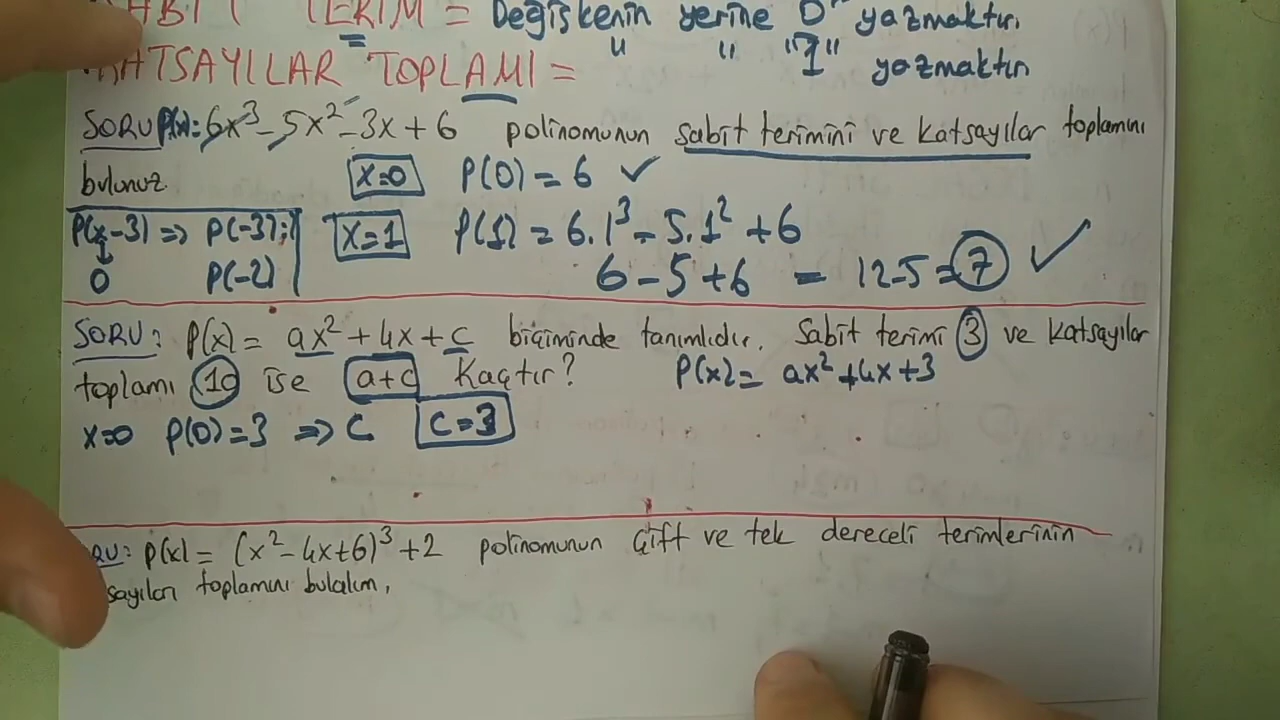 TERİM = Değişkenin yerine "0" yazmaktır.
KATSAYILAR TOPLAMI = " " "1" yazmaktır
SORU P(x)=6x³-5x²-3x+6 polinomunun sabit terimini ve katsayılar toplamını
bulunuz x=0 P(0)=6 ✓
P(x-3) => P(-3) x=1 P(1) = 6.1³-5.1²+6
0 P(-2) 6-5+6 = 12-5=7 ✓
SORU: P(x)= ax²+4x+c biçiminde tanımlıdır. Sabit terimi 3 ve katsayılar
toplamı 10 ise a+c kaçtır? P(x)= ax²+4x+3
x=0 P(0)=3 => c c=3
RU: P(x)= (x²-4x+6)³+2 polinomunun çift ve tek dereceli terimlerinin
sayıları toplamını bulalım.